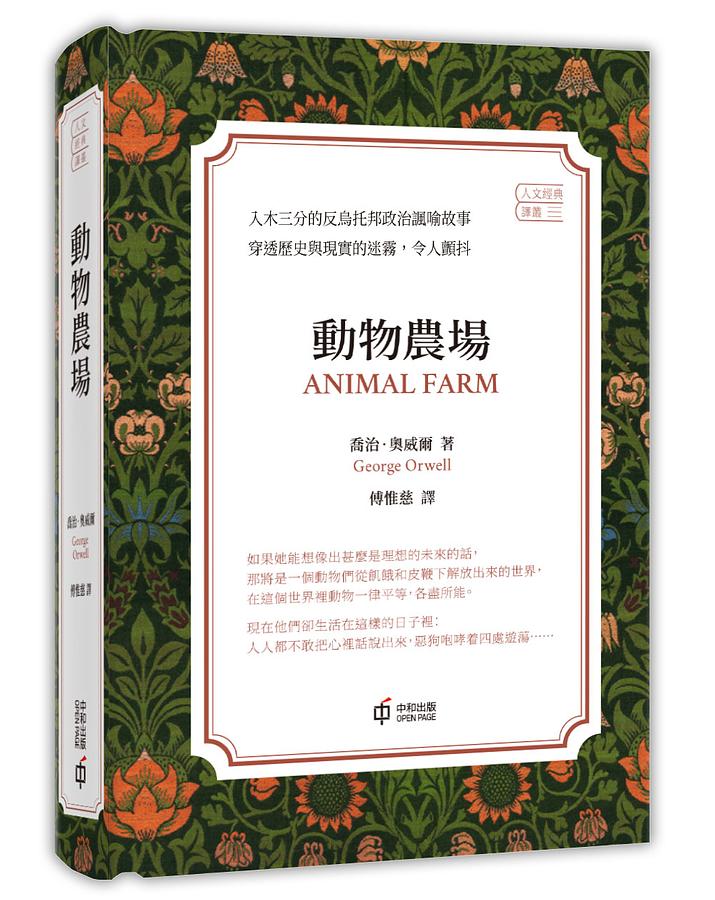 人文
經典
譯叢
動物農場
喬治·奧威爾
George
Orwell
傅惟慈 譯
中和出版
OPEN PAGE
人文經典
譯叢
入木三分的反烏托邦政治諷喻故事
穿透歷史與現實的迷霧，令人顫抖
動物農場
ANIMAL FARM
喬治·奧威爾 著
George Orwell
傅惟慈 譯
如果她能想像出甚麼是理想的未來的話，
那將是一個動物們從飢餓和皮鞭下解放出來的世界，
在這個世界裡動物一律平等，各盡所能。
現在他們卻生活在這樣的日子裡：
人人都不敢把心裡話說出來，惡狗咆哮着四處遊蕩……
中和出版
OPEN PAGE